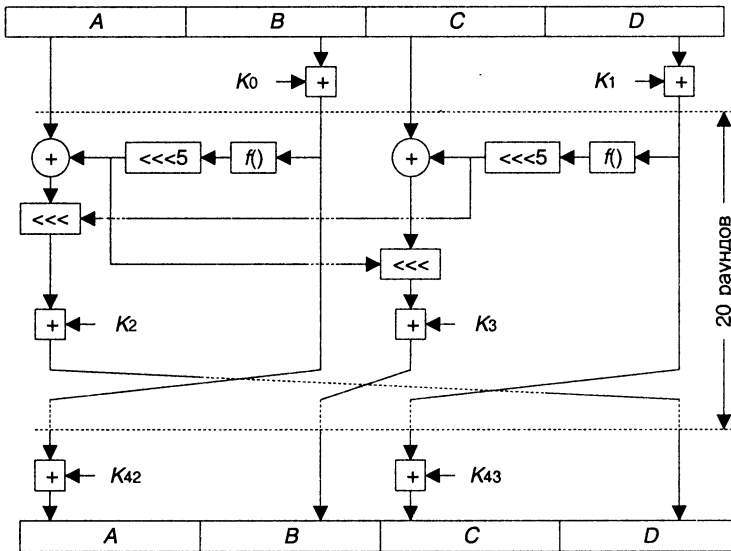 A B C D
K0 + K1 +
+ <<<5 f() + <<<5 f()
<<<
<<<
+ K2 + K3
20 раундов
+ K42 + K43
A B C D